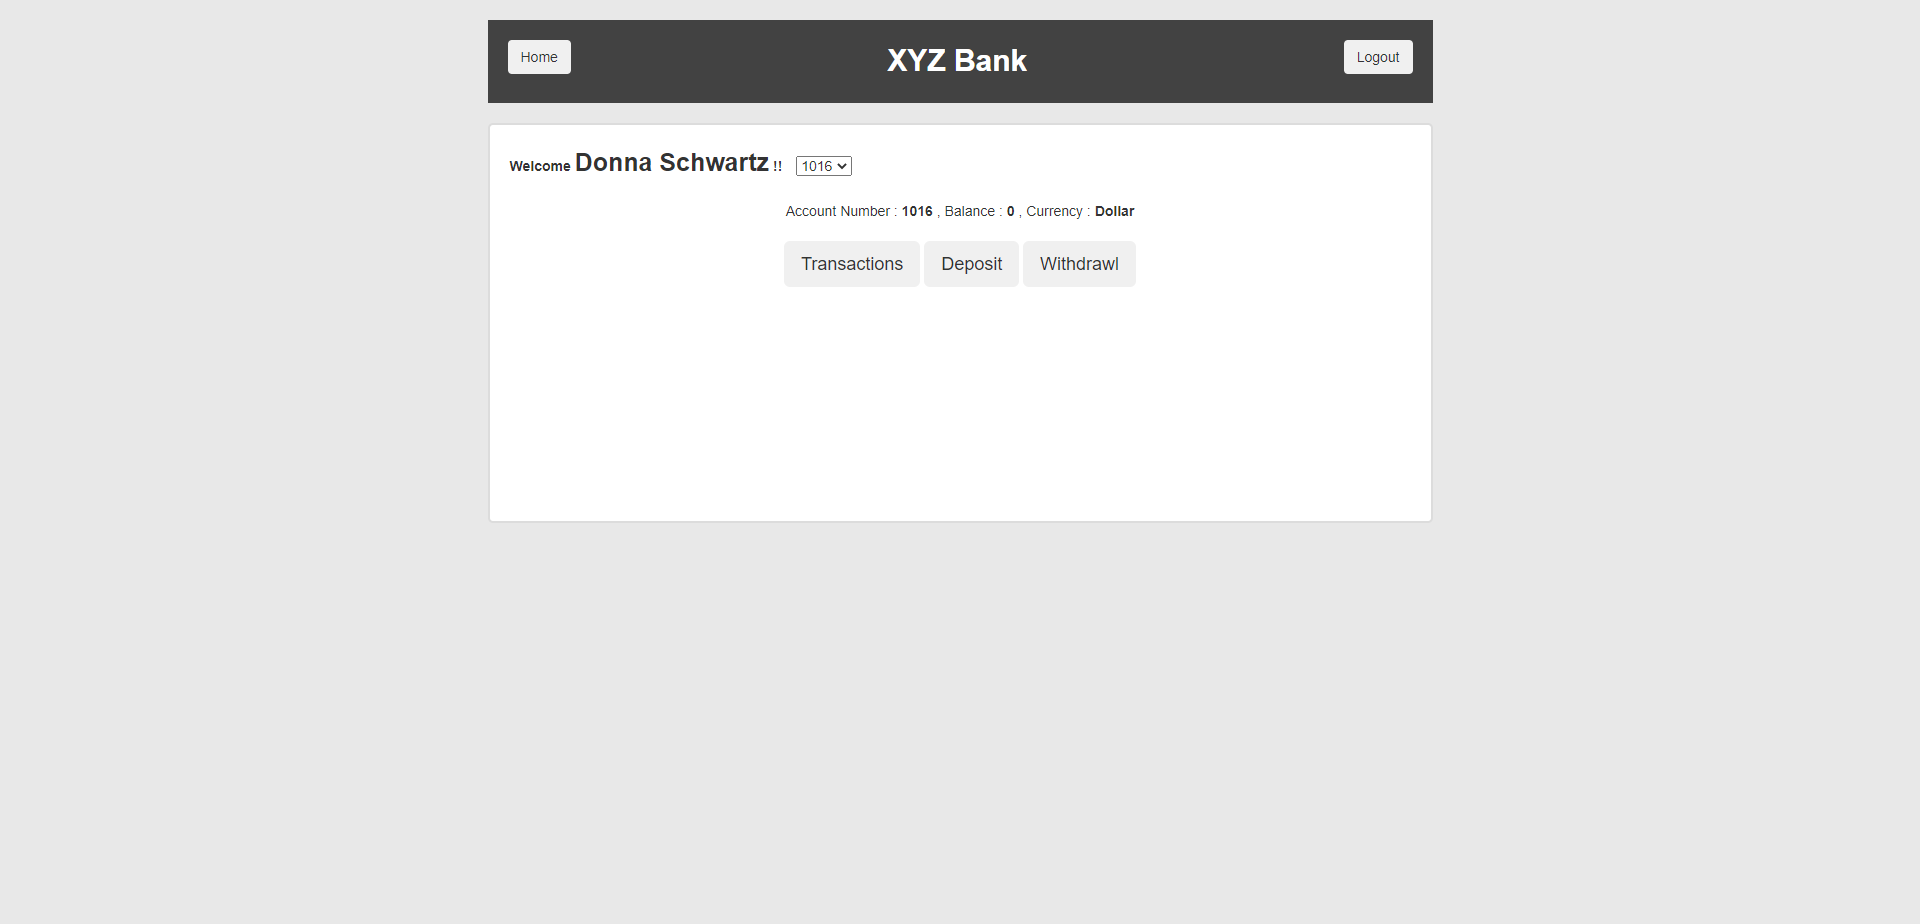 Home
XYZ Bank
Logout
Welcome Donna Schwartz !! 1016
Account Number : 1016 , Balance : 0 , Currency : Dollar
Transactions Deposit Withdrawl